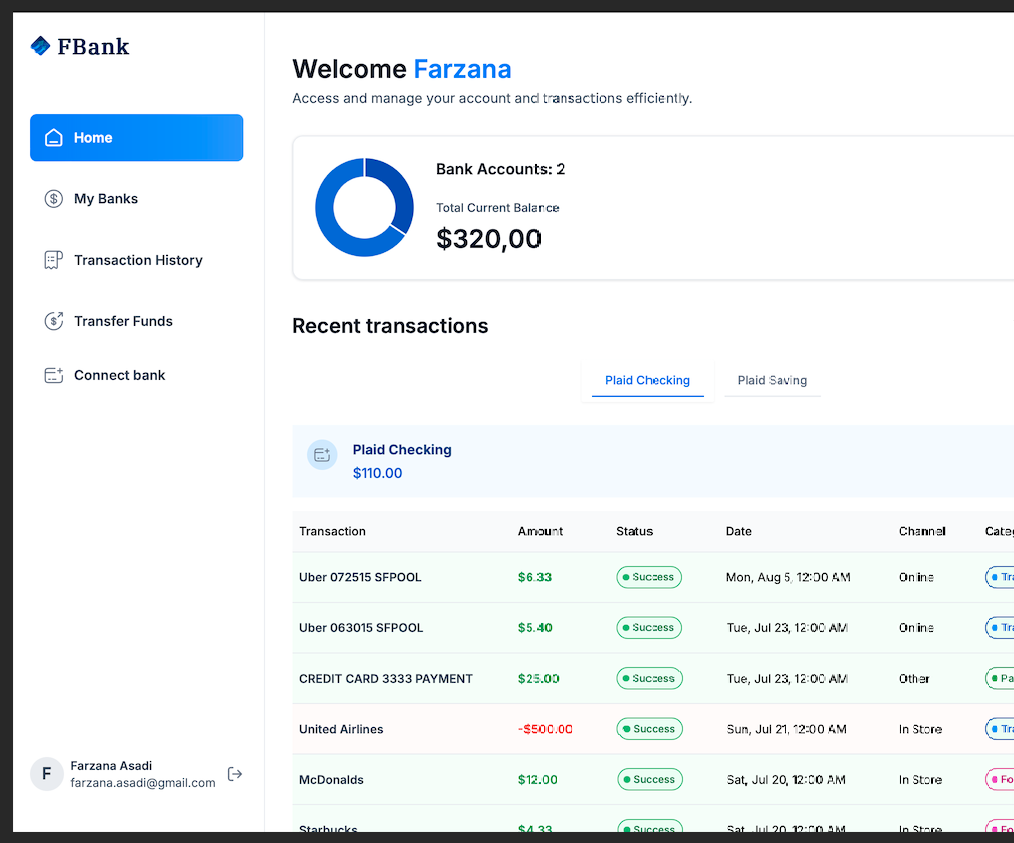 FBank
Home
My Banks
Transaction History
Transfer Funds
Connect bank
F
Farzana Asadi
farzana.asadi@gmail.com
Welcome Farzana
Access and manage your account and transactions efficiently.
Bank Accounts: 2
Total Current Balance
$320,00
Recent transactions
Plaid Checking Plaid Saving
Plaid Checking
$110.00
Transaction Amount Status Date Channel Categ
Uber 072515 SFPOOL $6.33 Success Mon, Aug 5, 12:00 AM Online Tra
Uber 063015 SFPOOL $5.40 Success Tue, Jul 23, 12:00 AM Online Tra
CREDIT CARD 3333 PAYMENT $25.00 Success Tue, Jul 23, 12:00 AM Other Pa
United Airlines -$500.00 Success Sun, Jul 21, 12:00 AM In Store Tra
McDonalds $12.00 Success Sat, Jul 20, 12:00 AM In Store Fo
Starbucks $4.33 Success Sat, Jul 20, 12:00 AM In Store Fo